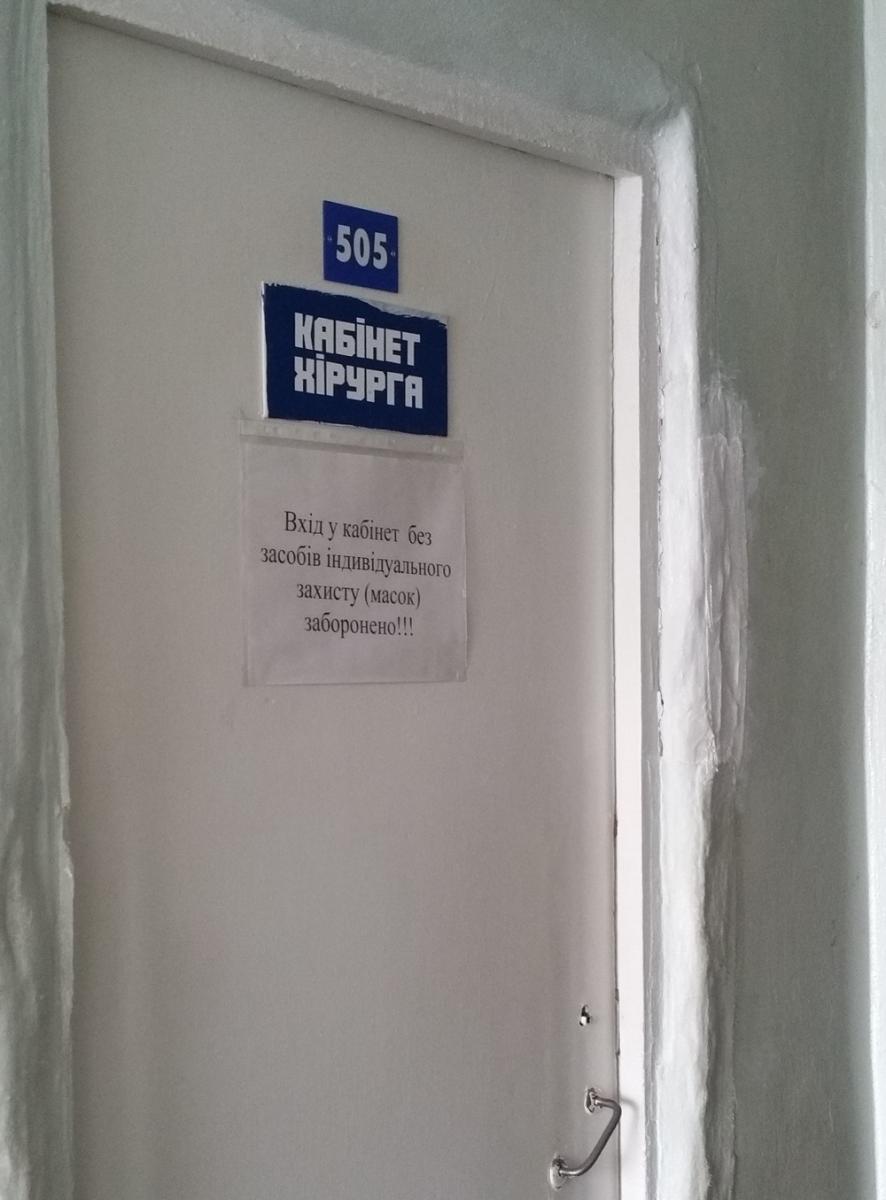 505
КАБІНЕТ
ХІРУРГА
Вхід у кабінет без
засобів індивідуального
захисту (масок)
заборонено!!!